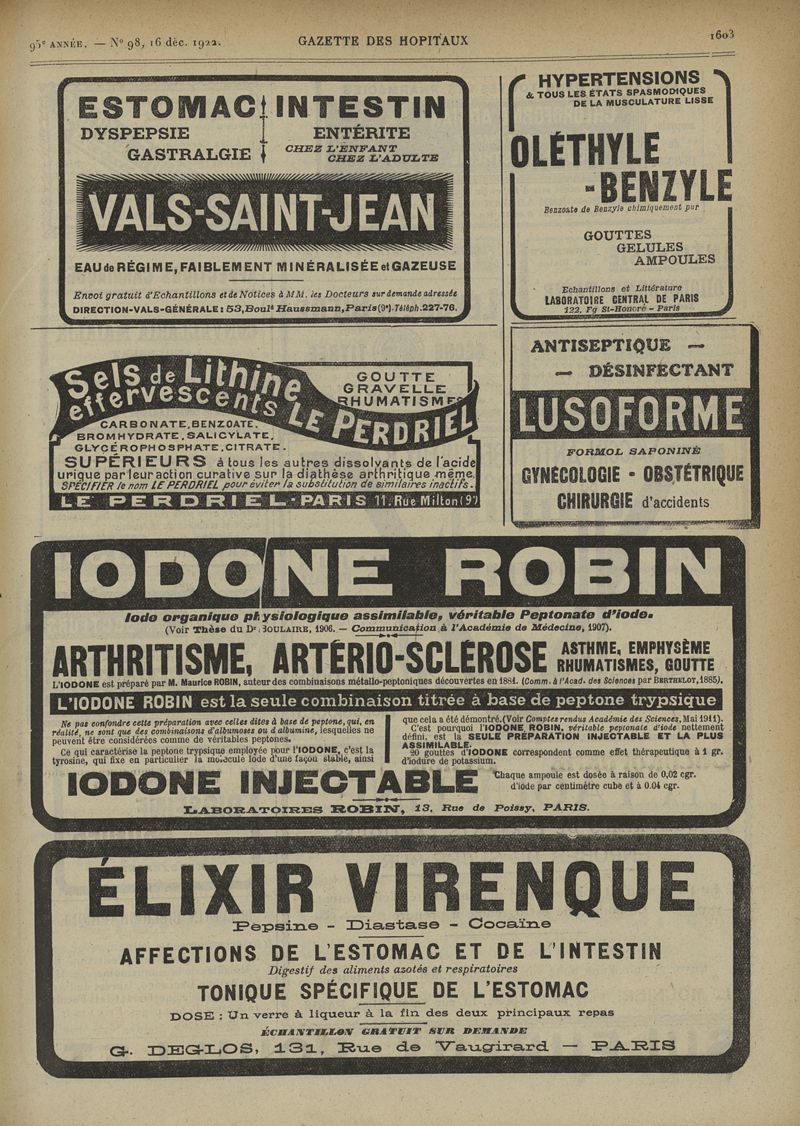 95e ANNÉE. — N° 98, 16 déc. 1922.
GAZETTE DES HOPITAUX
1603
ESTOMAC INTESTIN
DYSPEPSIE ENTÉRITE
GASTRALGIE CHEZ L'ENFANT
CHEZ L'ADULTE
VALS-SAINT-JEAN
EAU de RÉGIME, FAIBLEMENT MINÉRALISÉE et GAZEUSE
Envoi gratuit d'Echantillons et de Notices à MM. les Docteurs sur demande adressée
DIRECTION-VALS-GÉNÉRALE: 53, Boulᵈ Haussmann, Paris (9ᵉ). Téléph. 227-76.
HYPERTENSIONS
& TOUS LES ÉTATS SPASMODIQUES
DE LA MUSCULATURE LISSE
OLÉTHYLE
-BENZYLE
Benzoate de Benzyle chimiquement pur
GOUTTES
GELULES
AMPOULES
Echantillons et Littérature
LABORATOIRE CENTRAL DE PARIS
122, Fg St-Honoré - Paris
Sels de Lithine
effervescents LE PERDRIEL
GOUTTE
GRAVELLE
RHUMATISMES
CARBONATE, BENZOATE,
BROMHYDRATE, SALICYLATE,
GLYCÉROPHOSPHATE, CITRATE.
SUPÉRIEURS à tous les autres dissolvants de l'acide
urique par leur action curative sur la diathèse arthritique même.
SPÉCIFIER le nom LE PERDRIEL pour éviter la substitution de similaires inactifs.
LE PERDRIEL-PARIS 11, Rue Milton (9ᵉ)
ANTISEPTIQUE —
— DÉSINFECTANT
LUSOFORME
FORMOL SAPONINÉ
GYNÉCOLOGIE - OBSTÉTRIQUE
CHIRURGIE d'accidents
IODONE ROBIN
Iode organique physiologique assimilable, véritable Peptonate d'iode.
(Voir Thèse du Dr BOULAIRE, 1906. — Communication à l'Académie de Médecine, 1907).
ARTHRITISME, ARTÉRIO-SCLÉROSE ASTHME, EMPHYSÈME
RHUMATISMES, GOUTTE
L'IODONE est préparé par M. Maurice ROBIN, auteur des combinaisons métallo-peptoniques découvertes en 1881. (Comm. à l'Acad. des Sciences par BERTHELOT, 1885).
L'IODONE ROBIN est la seule combinaison titrée à base de peptone trypsique
Ne pas confondre cette préparation avec celles dites à base de peptone, qui, en
réalité, ne sont que des combinaisons d'albumoses ou d'albumine, lesquelles ne
peuvent être considérées comme de véritables peptones.
Ce qui caractérise la peptone trypsique employée pour l'IODONE, c'est la
tyrosine, qui fixe en particulier la molécule Iode d'une façon stable, ainsi
que cela a été démontré. (Voir Comptes rendus Académie des Sciences, Mai 1911).
C'est pourquoi l'IODONE ROBIN, véritable peptonate d'iode nettement
défini, est la SEULE PRÉPARATION INJECTABLE ET LA PLUS
ASSIMILABLE.
20 gouttes d'IODONE correspondent comme effet thérapeutique à 1 gr.
d'iodure de potassium.
IODONE INJECTABLE Chaque ampoule est dosée à raison de 0,02 cgr.
d'iode par centimètre cube et à 0.04 cgr.
LABORATOIRES ROBIN, 13, Rue de Poissy, PARIS.
ÉLIXIR VIRENQUE
Pepsine - Diastase - Cocaïne
AFFECTIONS DE L'ESTOMAC ET DE L'INTESTIN
Digestif des aliments azotés et respiratoires
TONIQUE SPÉCIFIQUE DE L'ESTOMAC
DOSE : Un verre à liqueur à la fin des deux principaux repas
ÉCHANTILLON GRATUIT SUR DEMANDE
G. DEGLOS, 131, Rue de Vaugirard — PARIS